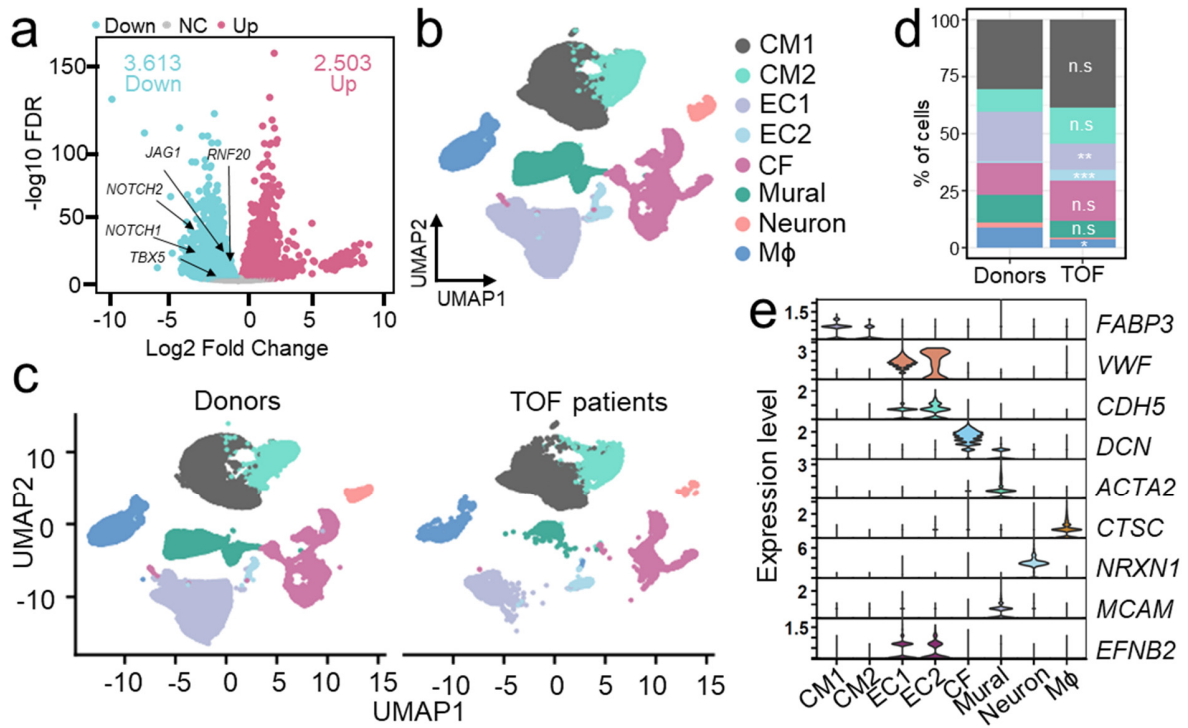 a
Down NC Up
3.613
Down
2.503
Up
150
100
50
0
-log10 FDR
JAG1
RNF20
NOTCH2
NOTCH1
TBX5
-10 -5 0 5 10
Log2 Fold Change
b
UMAP2
UMAP1
CM1
CM2
EC1
EC2
CF
Mural
Neuron
Mϕ
d
% of cells
100
75
50
25
0
n.s
n.s
**
***
n.s
n.s
*
Donors TOF
c
Donors TOF patients
UMAP2
10
0
-10
-10 -5 0 5 10 15 -10 -5 0 5 10 15
UMAP1
e
Expression level
1.5 FABP3
3 VWF
2 CDH5
2 DCN
3 ACTA2
2 CTSC
6 NRXN1
2 MCAM
1.5 EFNB2
CM1 CM2 EC1 EC2 CF Mural Neuron Mϕ